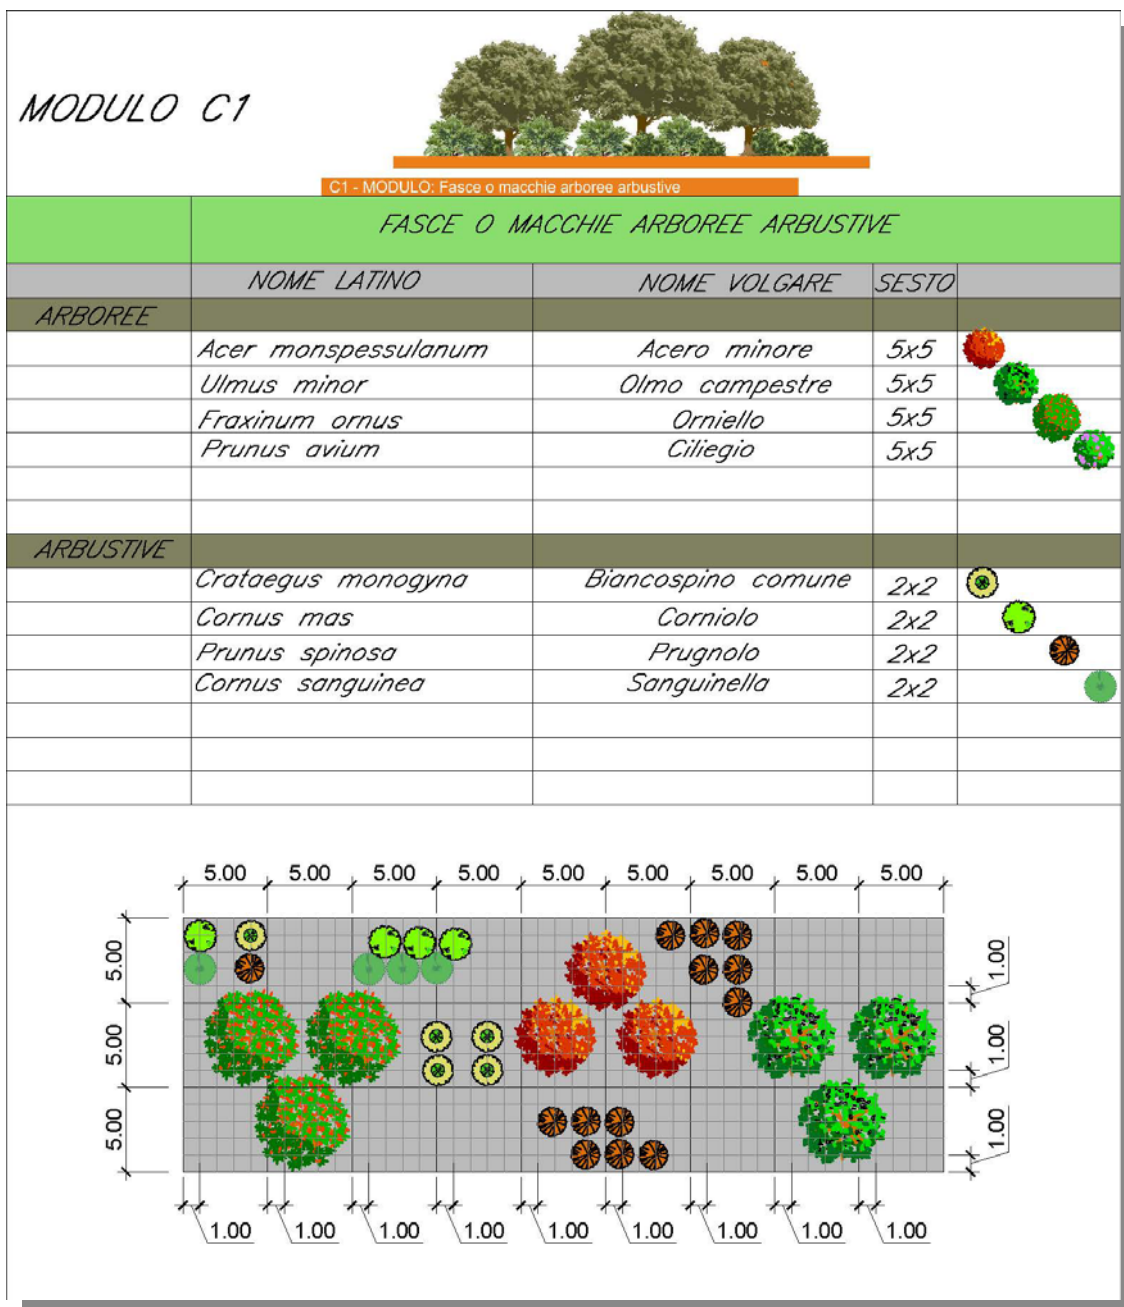 MODULO C1
C1 - MODULO: Fasce o macchie arboree arbustive
FASCE O MACCHIE ARBOREE ARBUSTIVE
NOME LATINO NOME VOLGARE SESTO
ARBOREE
Acer monspessulanum Acero minore 5x5
Ulmus minor Olmo campestre 5x5
Fraxinum ornus Orniello 5x5
Prunus avium Ciliegio 5x5
ARBUSTIVE
Crataegus monogyna Biancospino comune 2x2
Cornus mas Corniolo 2x2
Prunus spinosa Prugnolo 2x2
Cornus sanguinea Sanguinella 2x2
5.00 5.00 5.00 5.00 5.00 5.00 5.00 5.00 5.00
5.00 1.00
5.00 1.00
5.00 1.00
1.00 1.00 1.00 1.00 1.00 1.00 1.00 1.00 1.00